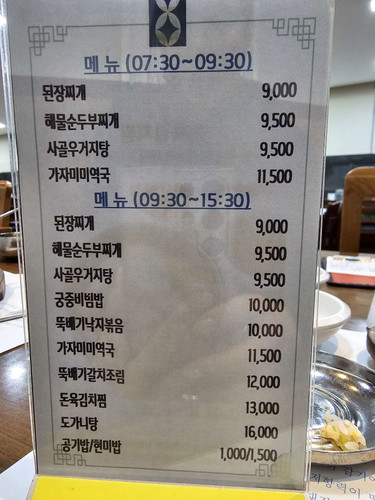 메 뉴 (07:30~09:30)
된장찌개 9,000
해물순두부찌개 9,500
사골우거지탕 9,500
가자미미역국 11,500
메 뉴 (09:30~15:30)
된장찌개 9,000
해물순두부찌개 9,500
사골우거지탕 9,500
궁중비빔밥 10,000
뚝배기낙지볶음 10,000
가자미미역국 11,500
뚝배기갈치조림 12,000
돈육김치찜 13,000
도가니탕 16,000
공기밥/현미밥 1,000/1,500